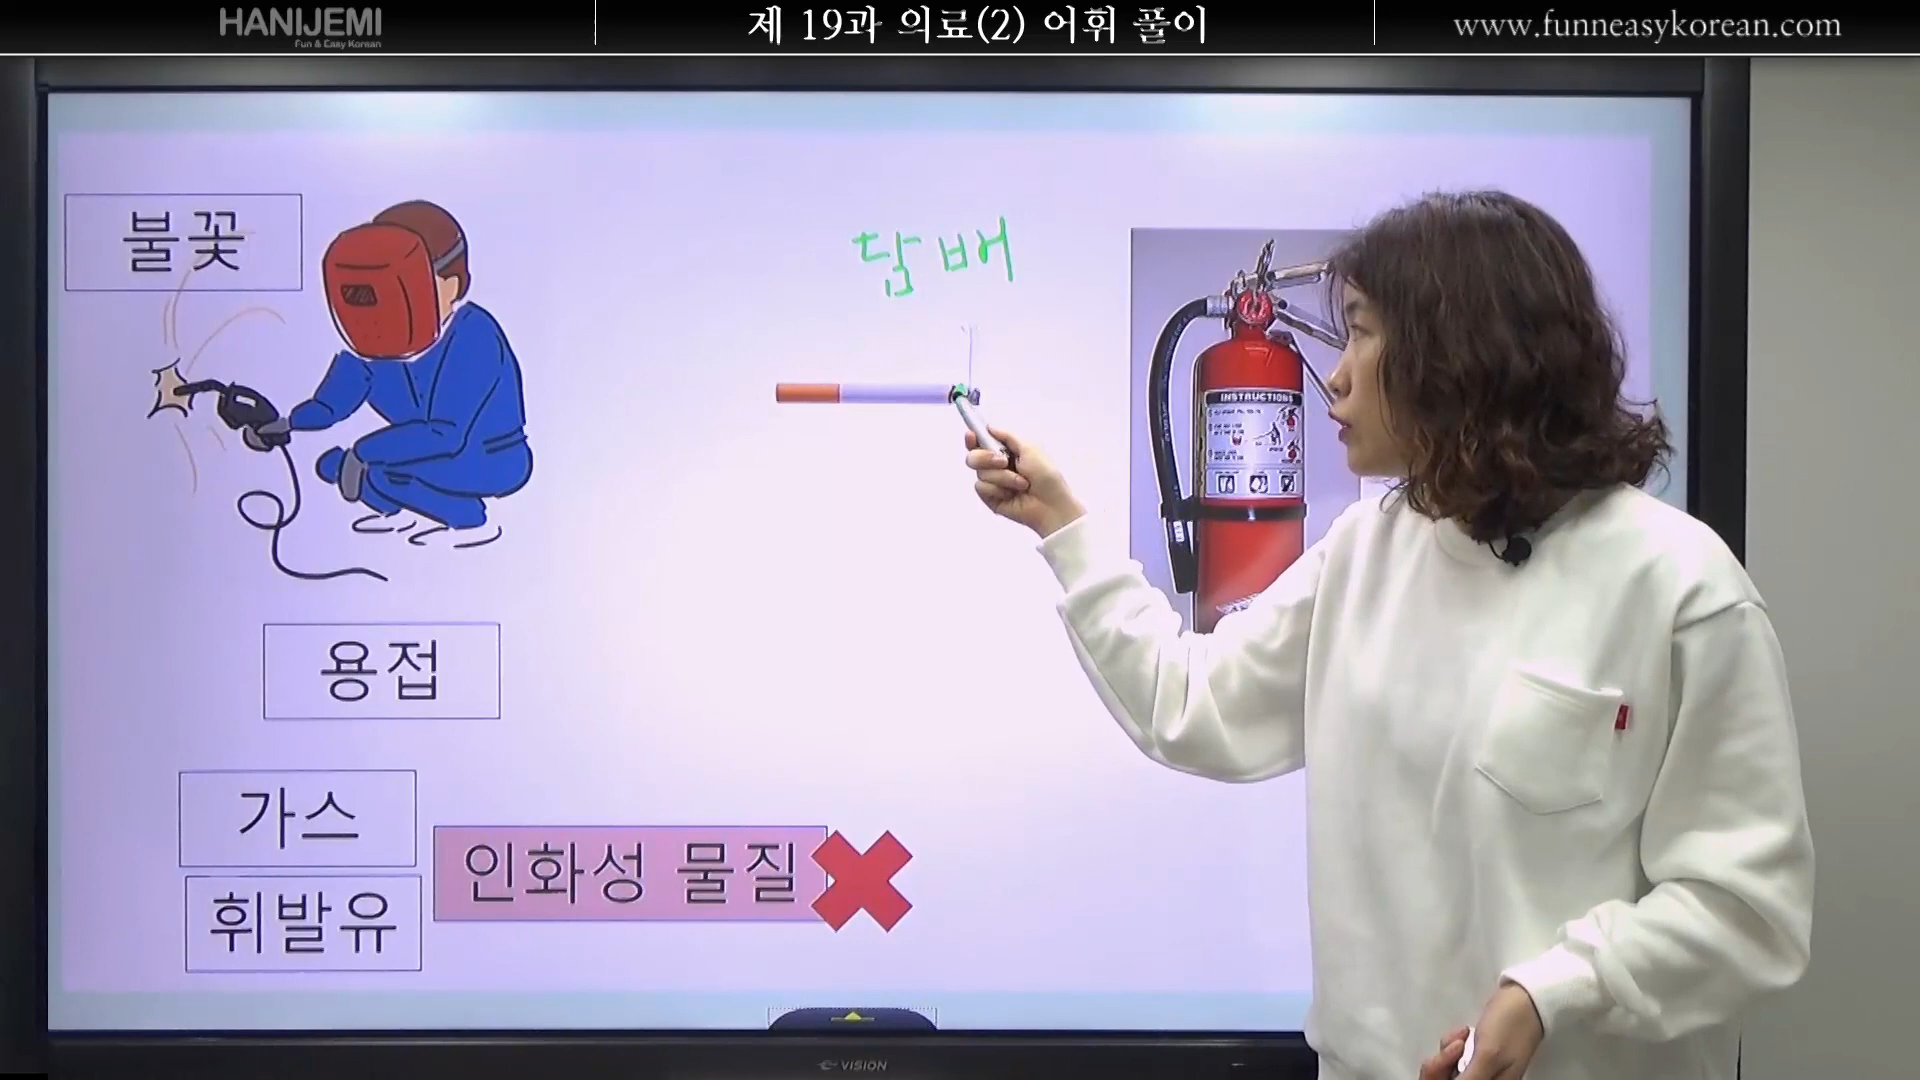 HANIJEMI
Fun & Easy Korean
제 19과 의료(2) 어휘 풀이
www.funneasykorean.com
불꽃
담배
INSTRUCTIONS
용접
가스
휘발유
인화성 물질
VISION